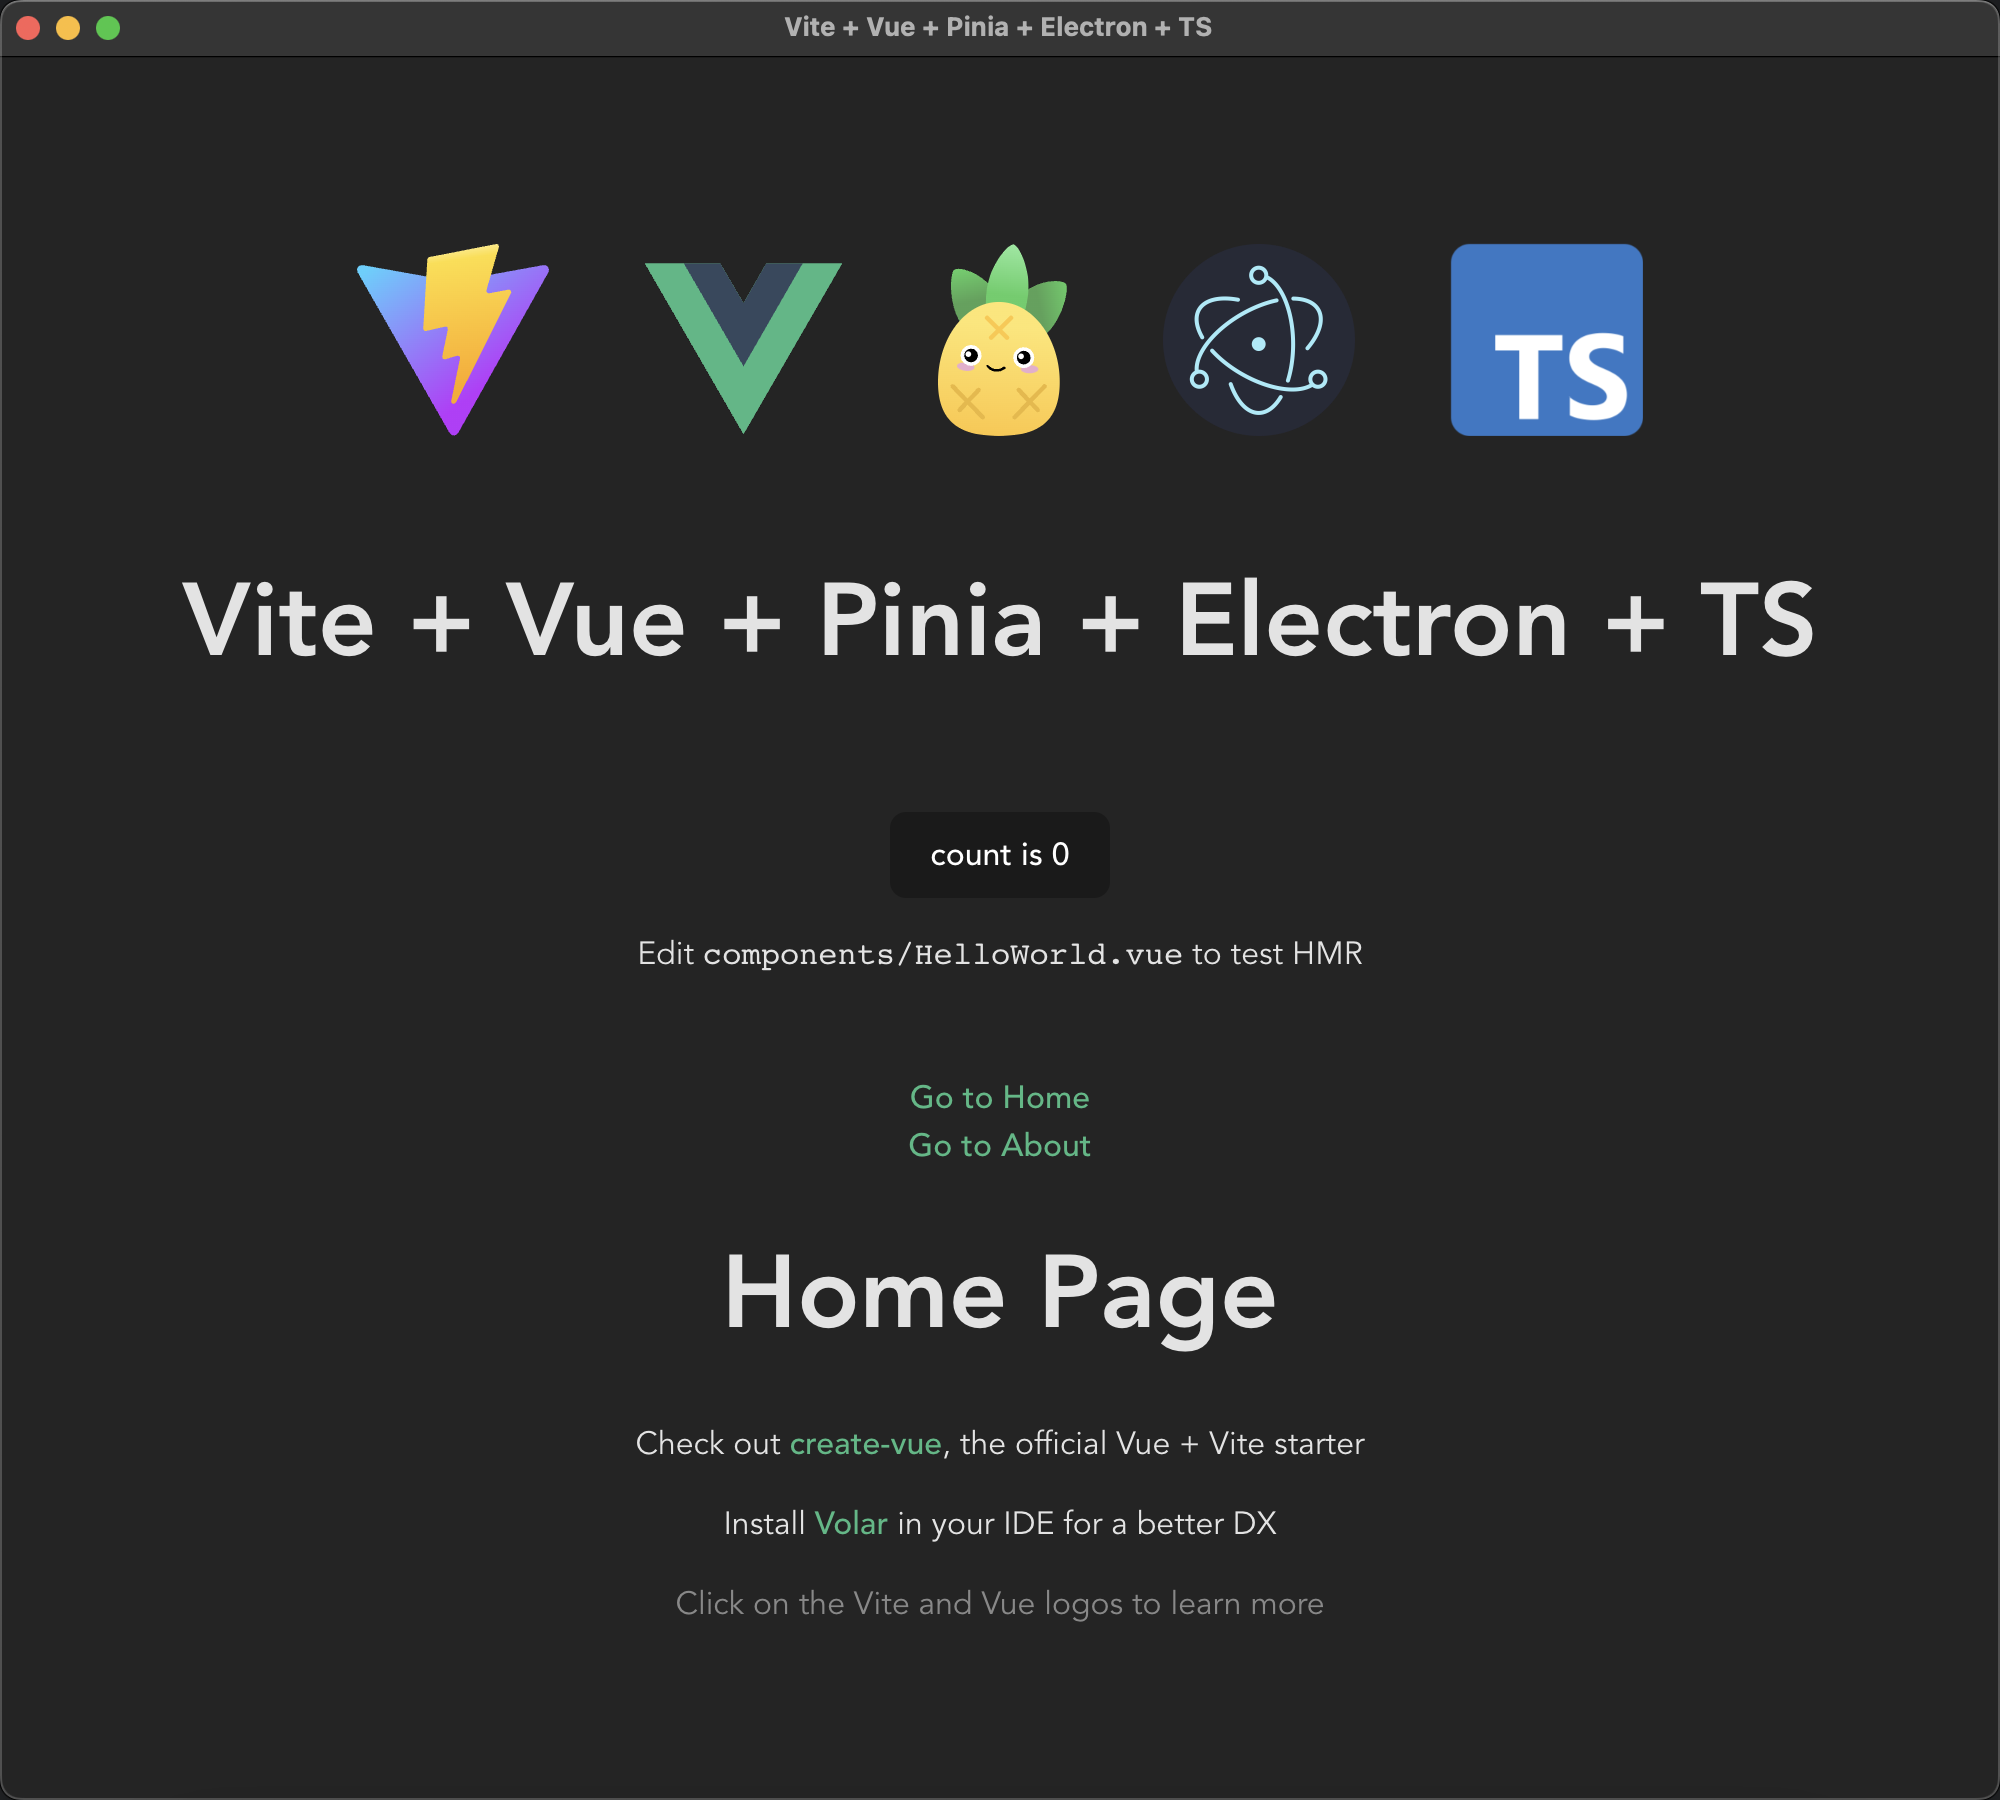 Vite + Vue + Pinia + Electron + TS
TS
Vite + Vue + Pinia + Electron + TS
count is 0
Edit components/HelloWorld.vue to test HMR
Go to Home
Go to About
Home Page
Check out create-vue, the official Vue + Vite starter
Install Volar in your IDE for a better DX
Click on the Vite and Vue logos to learn more